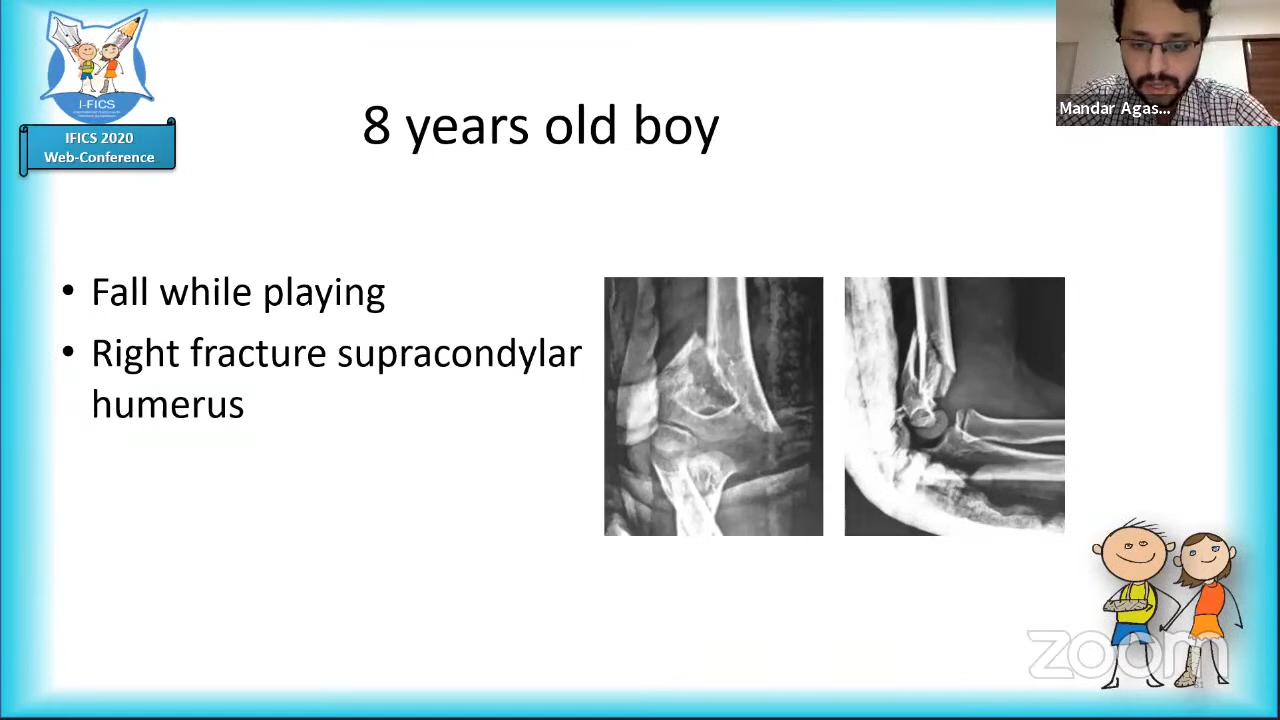 I-FICS
IFICS 2020
Web-Conference
8 years old boy
Mandar Agas...
• Fall while playing
• Right fracture supracondylar
humerus
zoom